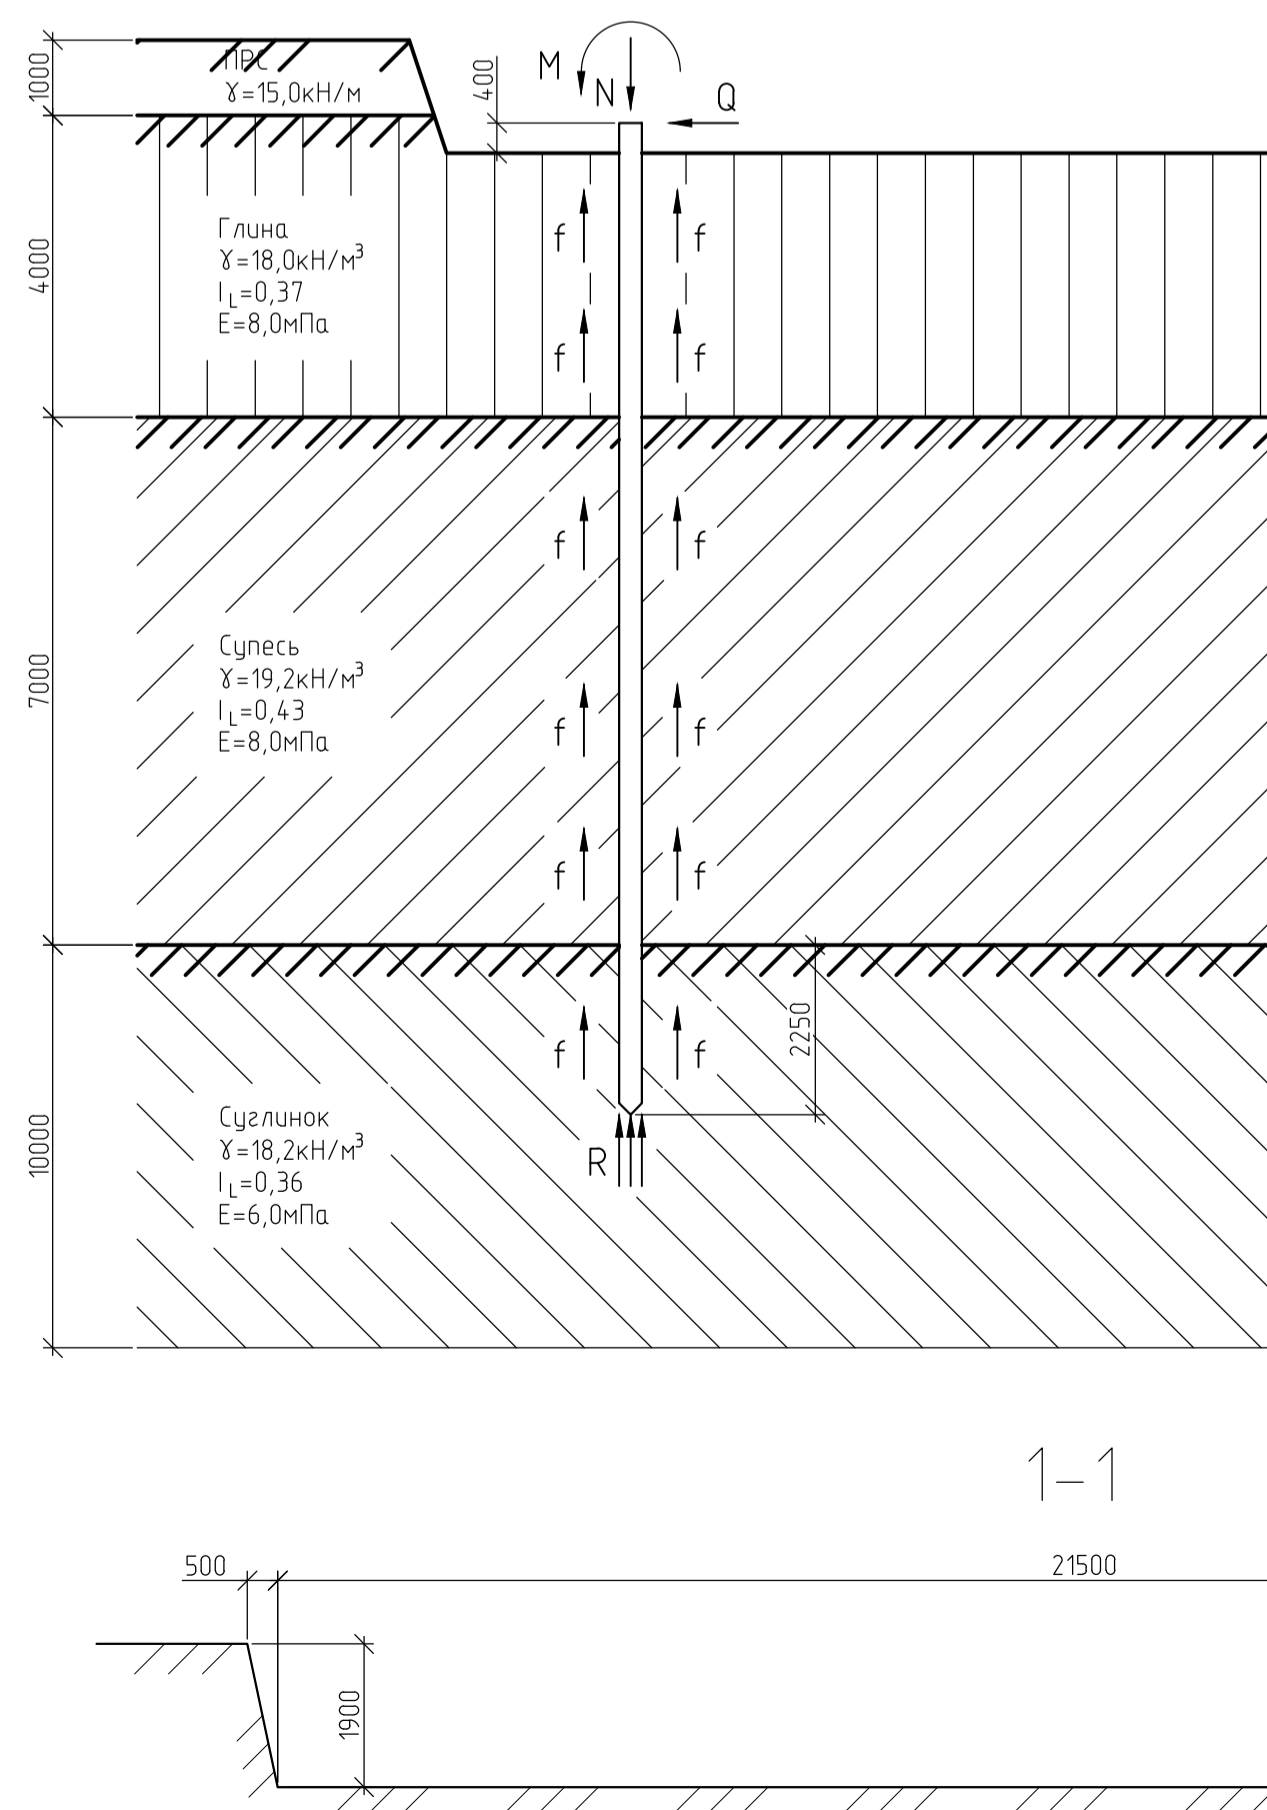 1000
ПРС
γ=15,0кН/м
400
M
N
Q
4000
Глина
γ=18,0кН/м³
I_L=0,37
E=8,0мПа
f
f
f
f
7000
Супесь
γ=19,2кН/м³
I_L=0,43
E=8,0мПа
f
f
f
f
f
f
10000
Суглинок
γ=18,2кН/м³
I_L=0,36
E=6,0мПа
f
f
2250
R
1-1
500
21500
1900